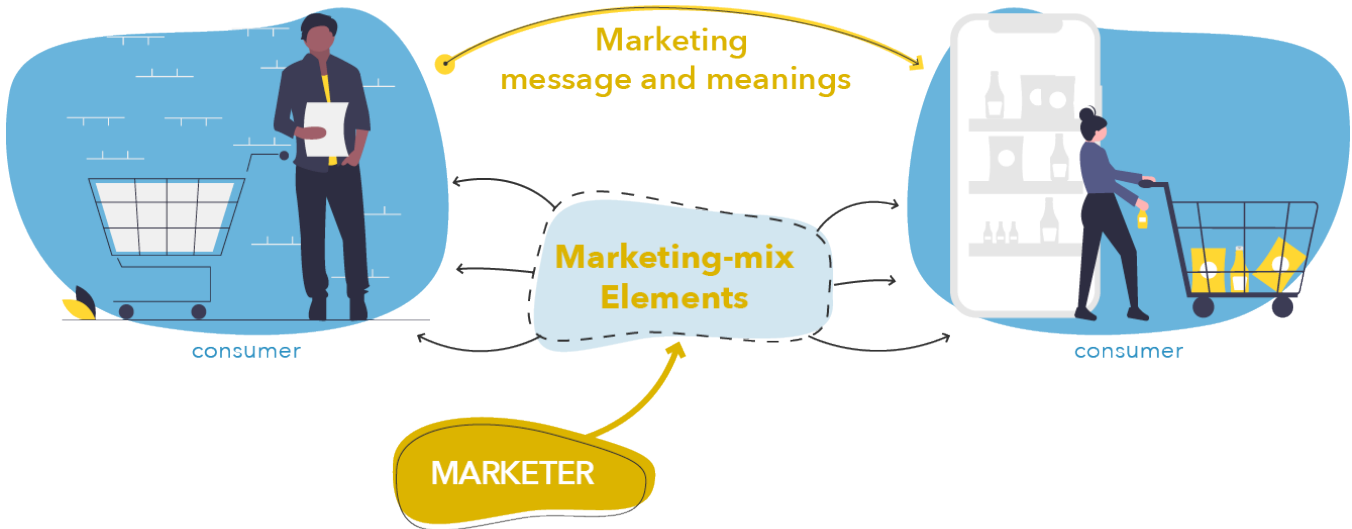 Marketing
message and meanings
Marketing-mix
Elements
consumer
consumer
MARKETER